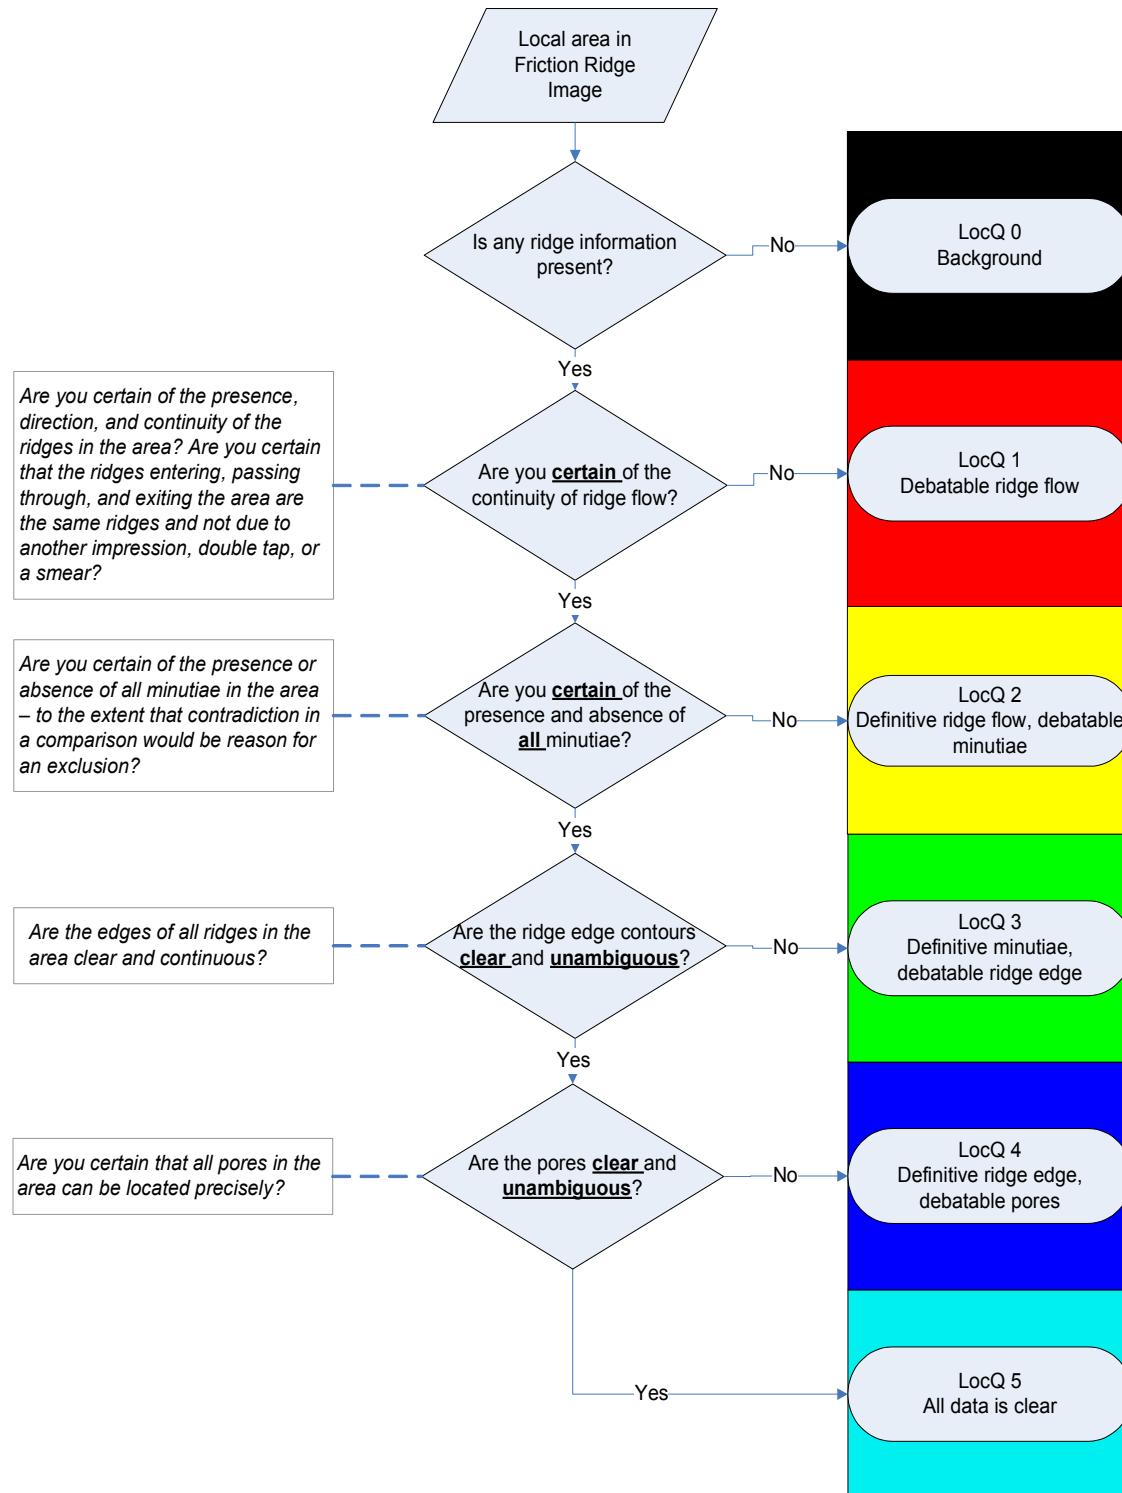 Local area in
Friction Ridge
Image
Is any ridge information
present?
No
LocQ 0
Background
Yes
Are you certain of the presence,
direction, and continuity of the
ridges in the area? Are you certain
that the ridges entering, passing
through, and exiting the area are
the same ridges and not due to
another impression, double tap, or
a smear?
Are you certain of the
continuity of ridge flow?
No
LocQ 1
Debatable ridge flow
Yes
Are you certain of the presence or
absence of all minutiae in the area
– to the extent that contradiction in
a comparison would be reason for
an exclusion?
Are you certain of the
presence and absence of
all minutiae?
No
LocQ 2
Definitive ridge flow, debatable
minutiae
Yes
Are the edges of all ridges in the
area clear and continuous?
Are the ridge edge contours
clear and unambiguous?
No
LocQ 3
Definitive minutiae,
debatable ridge edge
Yes
Are you certain that all pores in the
area can be located precisely?
Are the pores clear and
unambiguous?
No
LocQ 4
Definitive ridge edge,
debatable pores
Yes
LocQ 5
All data is clear